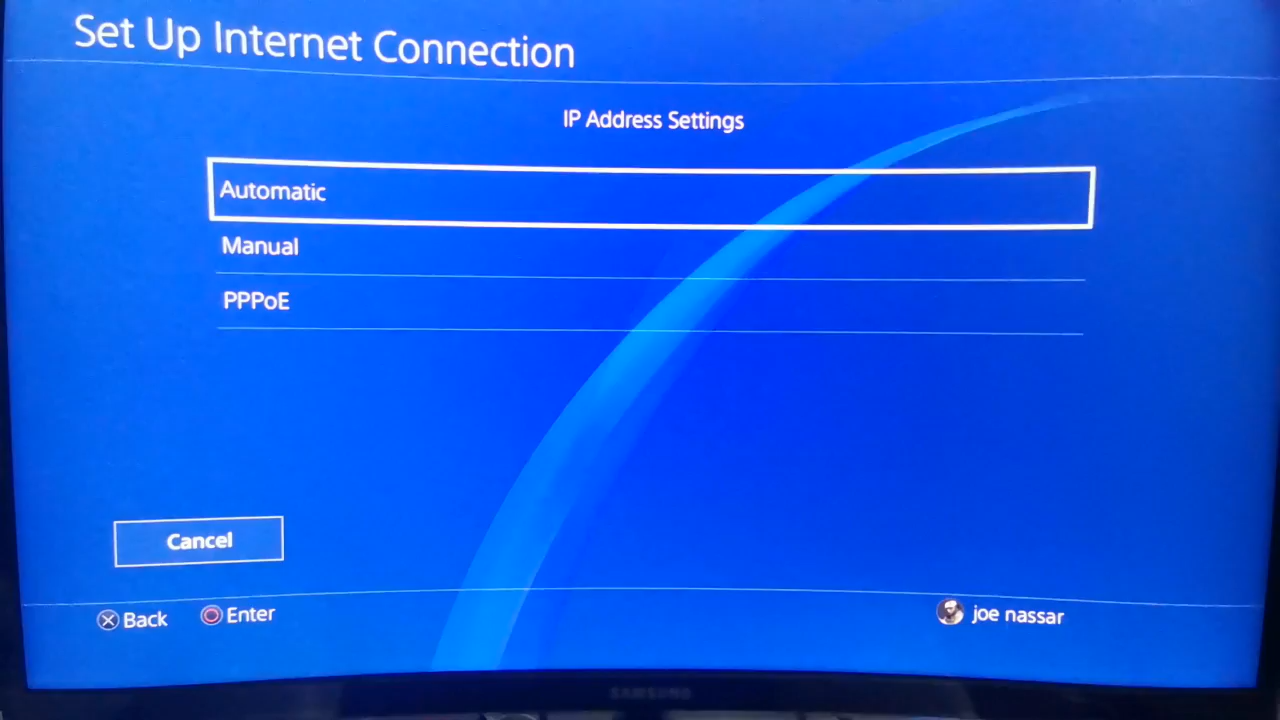 Set Up Internet Connection
IP Address Settings
Automatic
Manual
PPPoE
Cancel
Back
Enter
joe nassar
SAMSUNG